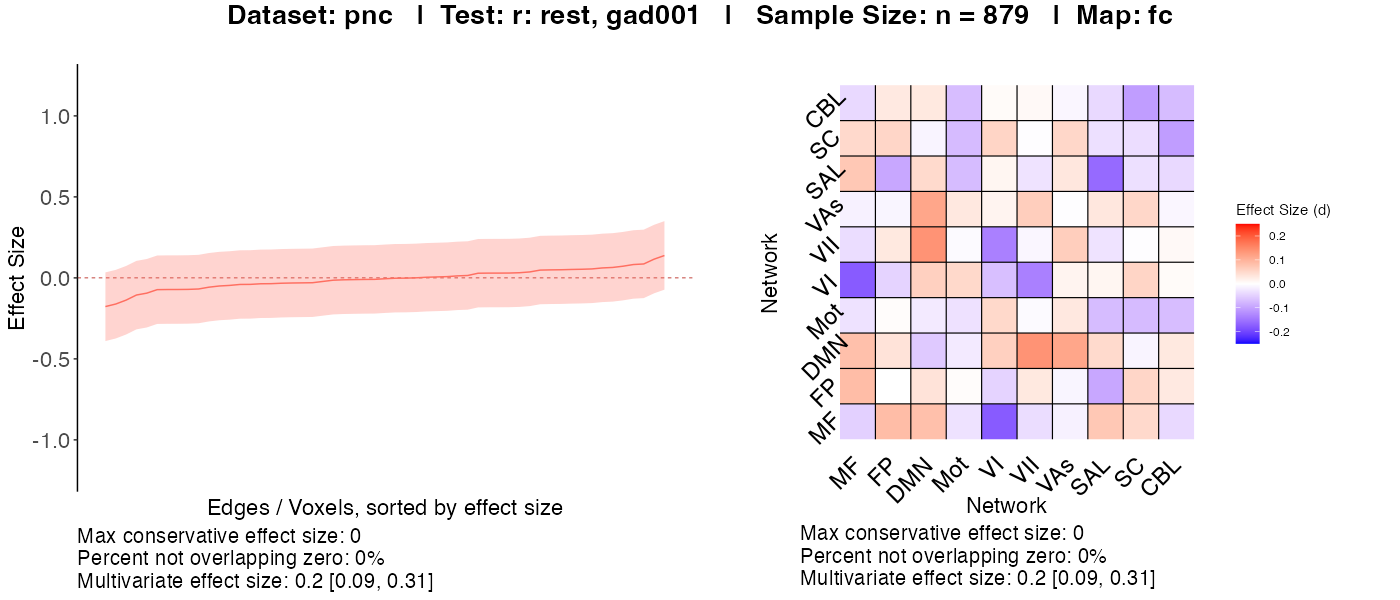 Dataset: pnc | Test: r: rest, gad001 | Sample Size: n = 879 | Map: fc
Effect Size
1.0
0.5
0.0
-0.5
-1.0
Edges / Voxels, sorted by effect size
Max conservative effect size: 0
Percent not overlapping zero: 0%
Multivariate effect size: 0.2 [0.09, 0.31]
Network
CBL
SC
SAL
VAs
VII
VI
Mot
DMN
FP
MF
MF FP DMN Mot VI VII VAs SAL SC CBL
Network
Max conservative effect size: 0
Percent not overlapping zero: 0%
Multivariate effect size: 0.2 [0.09, 0.31]
Effect Size (d)
0.2
0.1
0.0
-0.1
-0.2